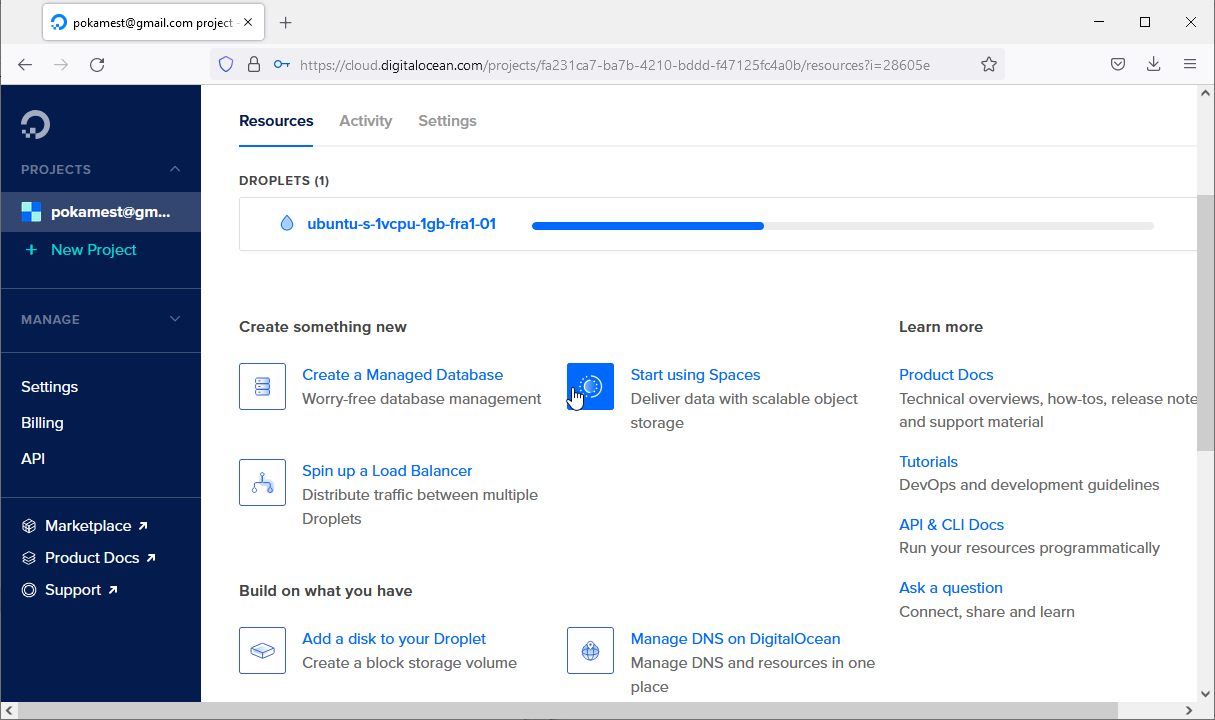 pokamest@gmail.com project -
https://cloud.digitalocean.com/projects/fa231ca7-ba7b-4210-bddd-f47125fc4a0b/resources?i=28605e
PROJECTS
pokamest@gm...
+ New Project
MANAGE
Settings
Billing
API
Marketplace ↗
Product Docs ↗
Support ↗
Resources Activity Settings
DROPLETS (1)
ubuntu-s-1vcpu-1gb-fra1-01
Create something new
Create a Managed Database
Worry-free database management
Start using Spaces
Deliver data with scalable object
storage
Spin up a Load Balancer
Distribute traffic between multiple
Droplets
Build on what you have
Add a disk to your Droplet
Create a block storage volume
Manage DNS on DigitalOcean
Manage DNS and resources in one
place
Learn more
Product Docs
Technical overviews, how-tos, release note
and support material
Tutorials
DevOps and development guidelines
API & CLI Docs
Run your resources programmatically
Ask a question
Connect, share and learn